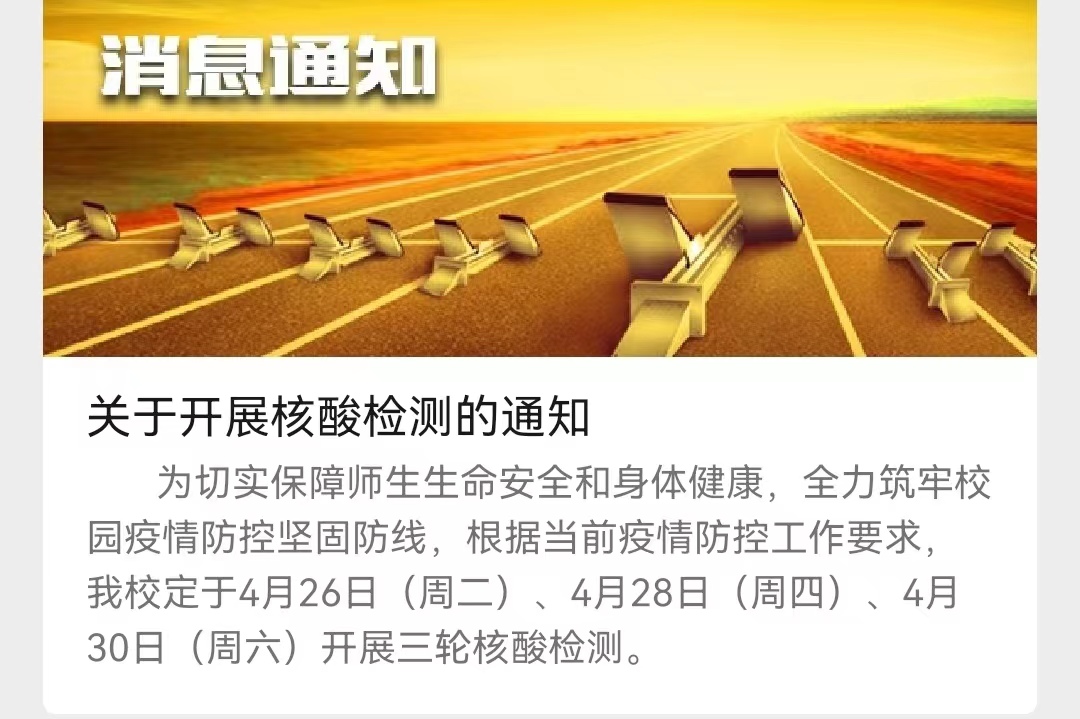 消息通知
关于开展核酸检测的通知
为切实保障师生生命安全和身体健康，全力筑牢校
园疫情防控坚固防线，根据当前疫情防控工作要求，
我校定于4月26日（周二）、4月28日（周四）、4月
30日（周六）开展三轮核酸检测。